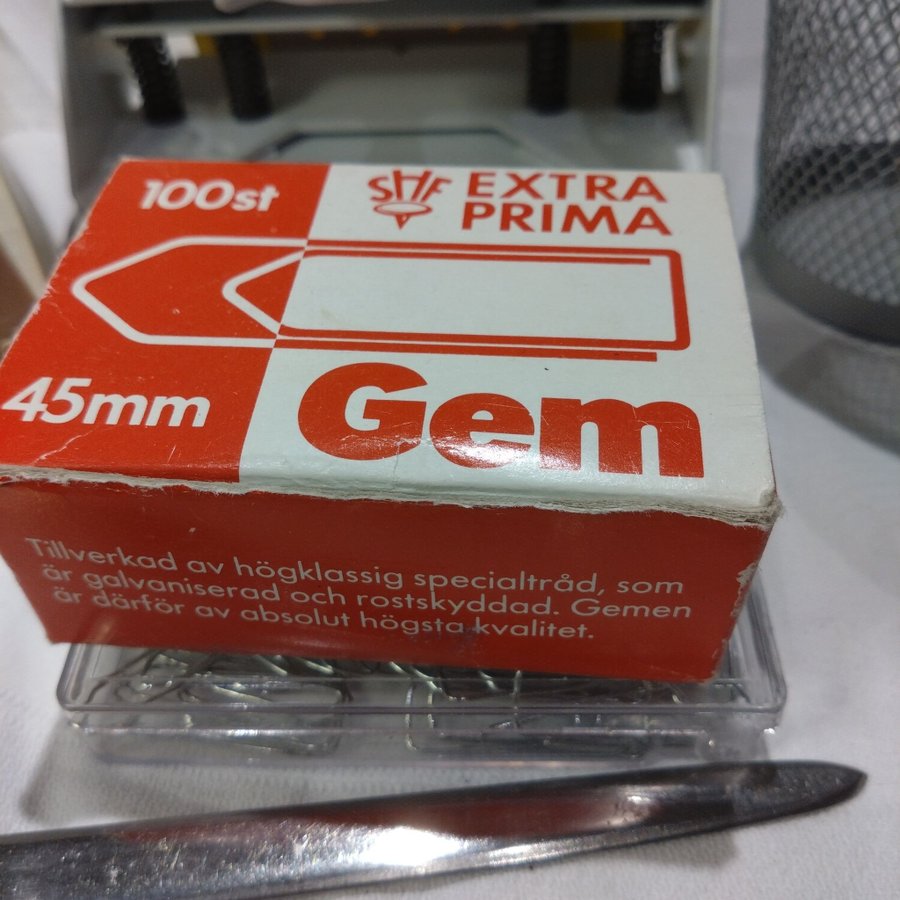 100st
SHF
EXTRA
PRIMA
45mm
Gem
Tillverkad av högklassig specialtråd, som
är galvaniserad och rostskyddad. Gemen
är därför av absolut högsta kvalitet.